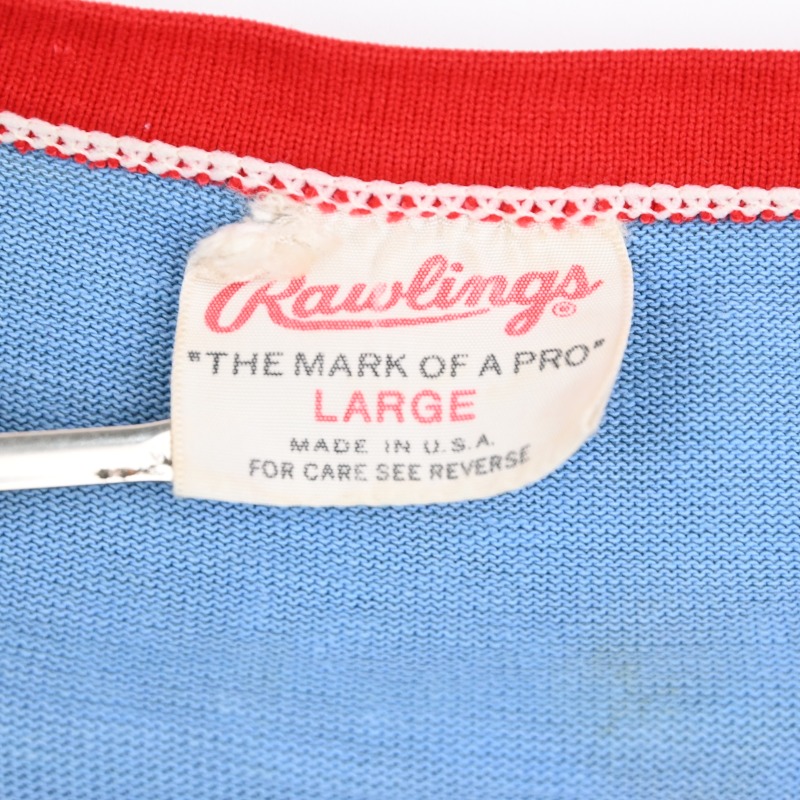 Rawlings®
"THE MARK OF A PRO"
LARGE
MADE IN U.S.A.
FOR CARE SEE REVERSE